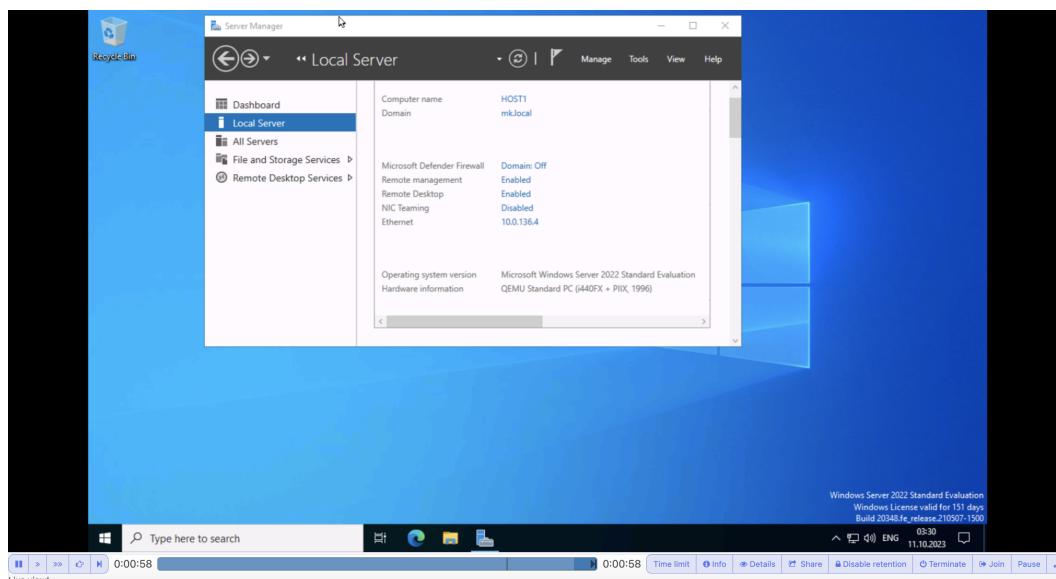 Recycle Bin
Server Manager
Local Server
Manage Tools View Help
Dashboard
Local Server
All Servers
File and Storage Services
Remote Desktop Services
Computer name HOST1
Domain mk.local
Microsoft Defender Firewall Domain: Off
Remote management Enabled
Remote Desktop Enabled
NIC Teaming Disabled
Ethernet 10.0.136.4
Operating system version Microsoft Windows Server 2022 Standard Evaluation
Hardware information QEMU Standard PC (i440FX + PIIX, 1996)
Windows Server 2022 Standard Evaluation
Windows License valid for 151 days
Build 20348.fe_release.210507-1500
Type here to search
ENG
03:30
11.10.2023
0:00:58 0:00:58 Time limit Info Details Share Disable retention Terminate Join Pause